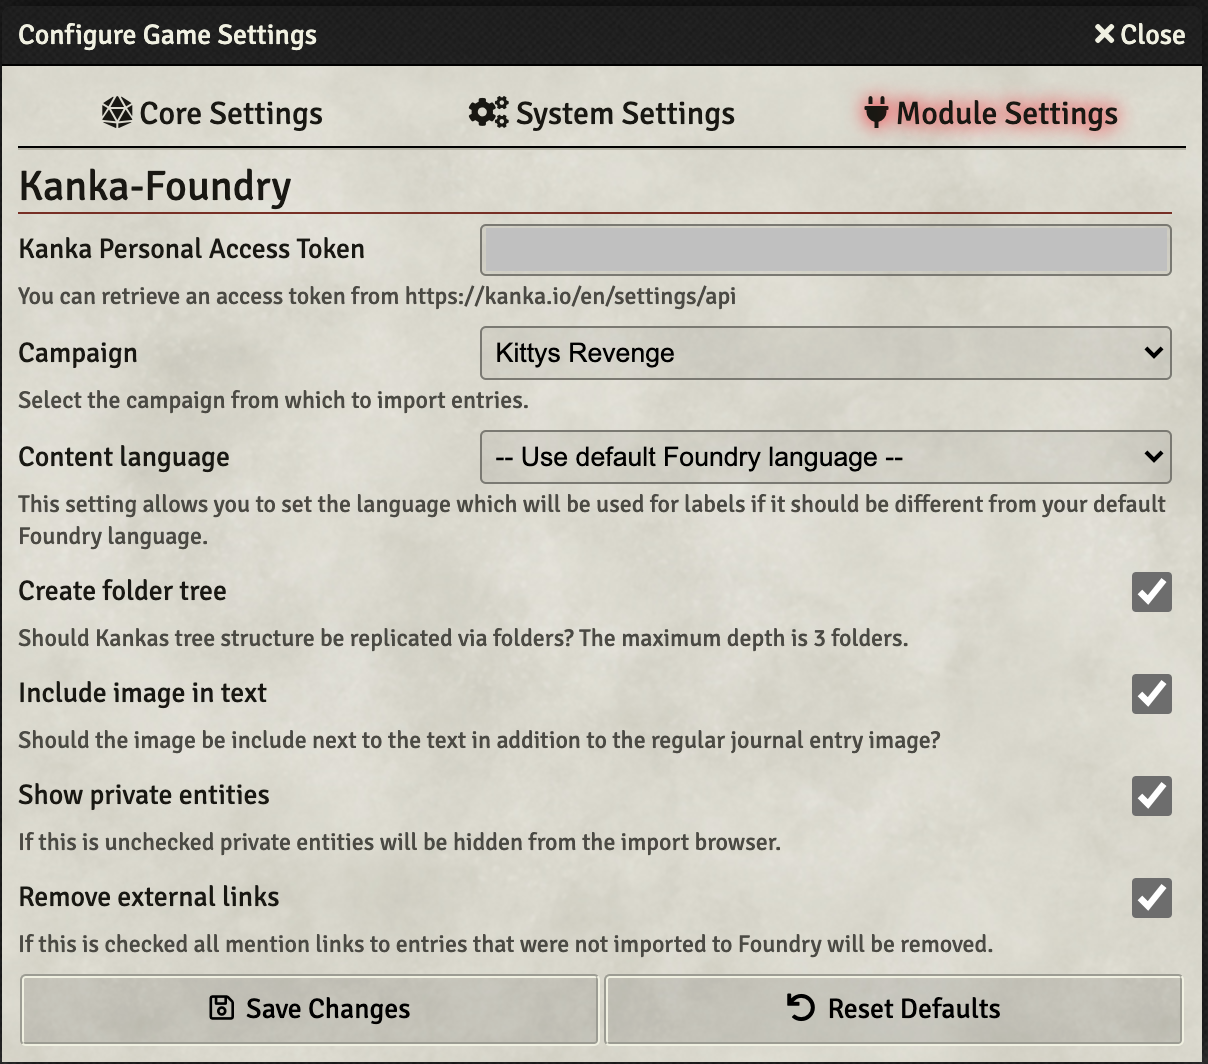 Configure Game Settings
Close
Core Settings
System Settings
Module Settings
Kanka-Foundry
Kanka Personal Access Token
You can retrieve an access token from https://kanka.io/en/settings/api
Campaign
Kittys Revenge
Select the campaign from which to import entries.
Content language
-- Use default Foundry language --
This setting allows you to set the language which will be used for labels if it should be different from your default
Foundry language.
Create folder tree
Should Kankas tree structure be replicated via folders? The maximum depth is 3 folders.
Include image in text
Should the image be include next to the text in addition to the regular journal entry image?
Show private entities
If this is unchecked private entities will be hidden from the import browser.
Remove external links
If this is checked all mention links to entries that were not imported to Foundry will be removed.
Save Changes
Reset Defaults